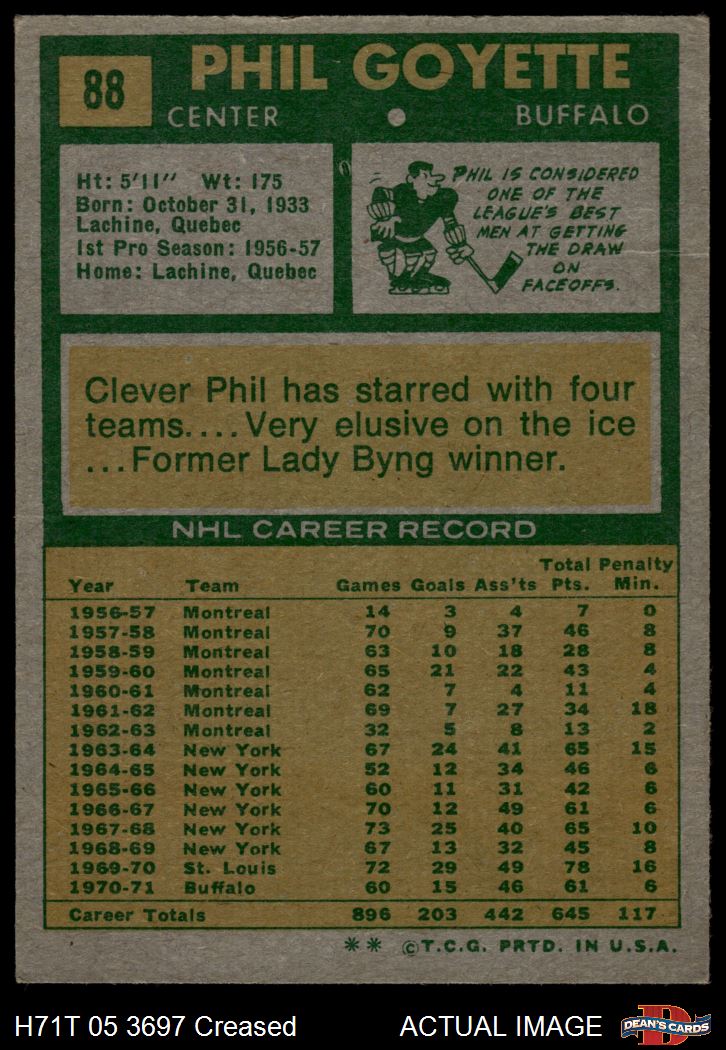 88
PHIL GOYETTE
CENTER
BUFFALO
Ht: 5'11" Wt: 175
Born: October 31, 1933
Lachine, Quebec
1st Pro Season: 1956-57
Home: Lachine, Quebec
PHIL IS CONSIDERED
ONE OF THE
LEAGUE'S BEST
MEN AT GETTING
THE DRAW
ON
FACEOFFS.
Clever Phil has starred with four
teams....Very elusive on the ice
...Former Lady Byng winner.
NHL CAREER RECORD
Total Penalty
Year Team Games Goals Ass'ts Pts. Min.
1956-57 Montreal 14 3 4 7 0
1957-58 Montreal 70 9 37 46 8
1958-59 Montreal 63 10 18 28 8
1959-60 Montreal 65 21 22 43 4
1960-61 Montreal 62 7 4 11 4
1961-62 Montreal 69 7 27 34 18
1962-63 Montreal 32 5 8 13 2
1963-64 New York 67 24 41 65 15
1964-65 New York 52 12 34 46 6
1965-66 New York 60 11 31 42 6
1966-67 New York 70 12 49 61 6
1967-68 New York 73 25 40 65 10
1968-69 New York 67 13 32 45 8
1969-70 St. Louis 72 29 49 78 16
1970-71 Buffalo 60 15 46 61 6
Career Totals 896 203 442 645 117
** ©T.C.G. PRTD. IN U.S.A.
H71T 05 3697 Creased
ACTUAL IMAGE
DEAN'S CARDS